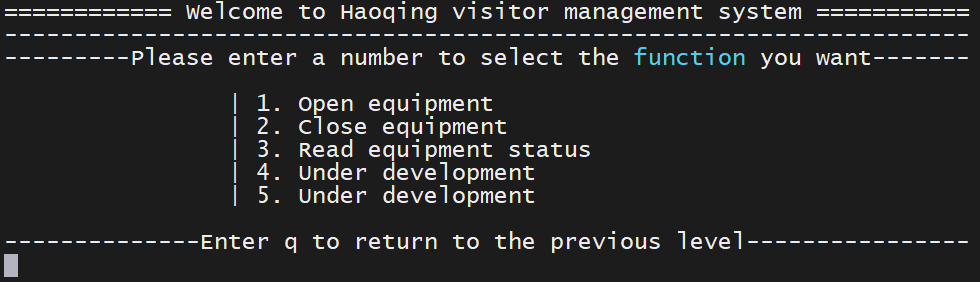 ============ Welcome to Haoqing visitor management system ===========
---------------------------------------------------------------------
---------Please enter a number to select the function you want-------
| 1. Open equipment
| 2. Close equipment
| 3. Read equipment status
| 4. Under development
| 5. Under development
--------------Enter q to return to the previous level----------------